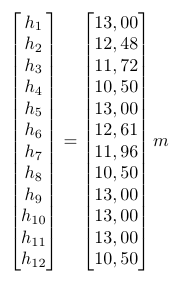 h1 13,00
h2 12,48
h3 11,72
h4 10,50
h5 13,00
h6 12,61
h7 = 11,96 m
h8 10,50
h9 13,00
h10 13,00
h11 13,00
h12 10,50